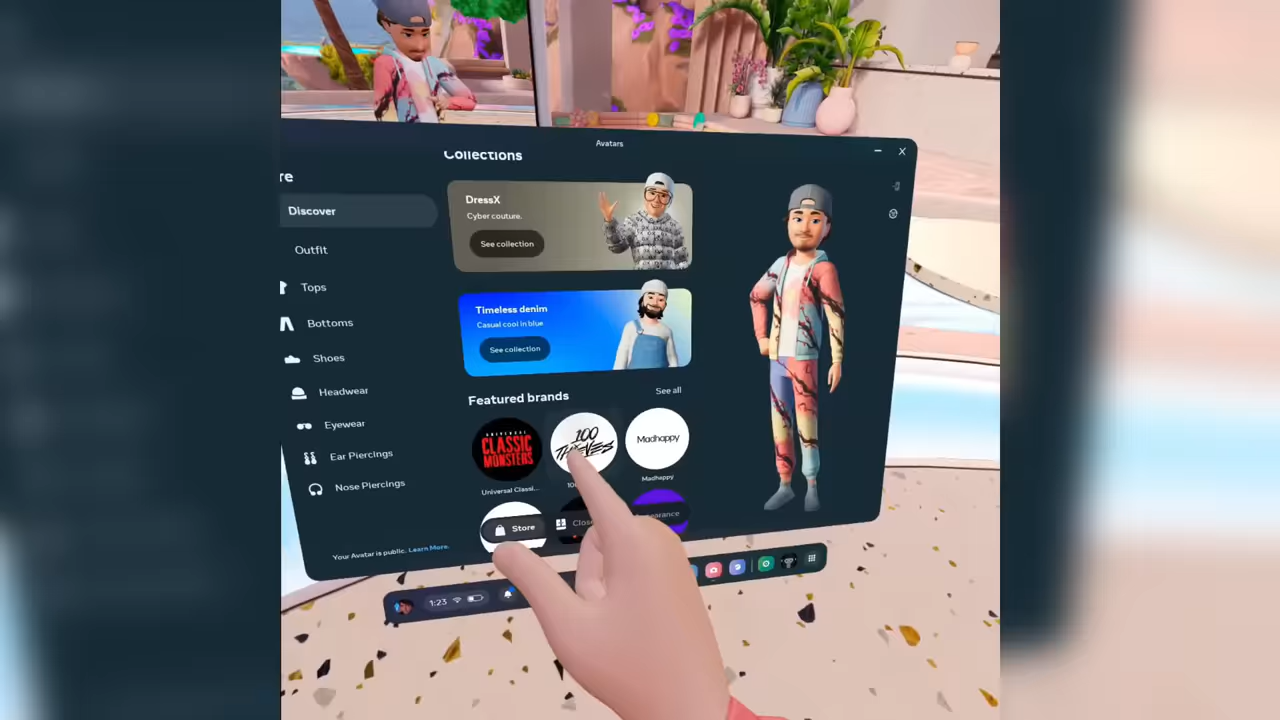 Avatars
Collections
Discover
Outfit
Tops
Bottoms
Shoes
Headwear
Eyewear
Ear Piercings
Nose Piercings
Your Avatar is public. Learn More.
DressX
Cyber couture.
See collection
Timeless denim
Casual cool in blue
See collection
Featured brands
See all
UNIVERSAL
CLASSIC
MONSTERS
100
THIEVES
Madhappy
Universal Classi...
Madhappy
Store
1:23